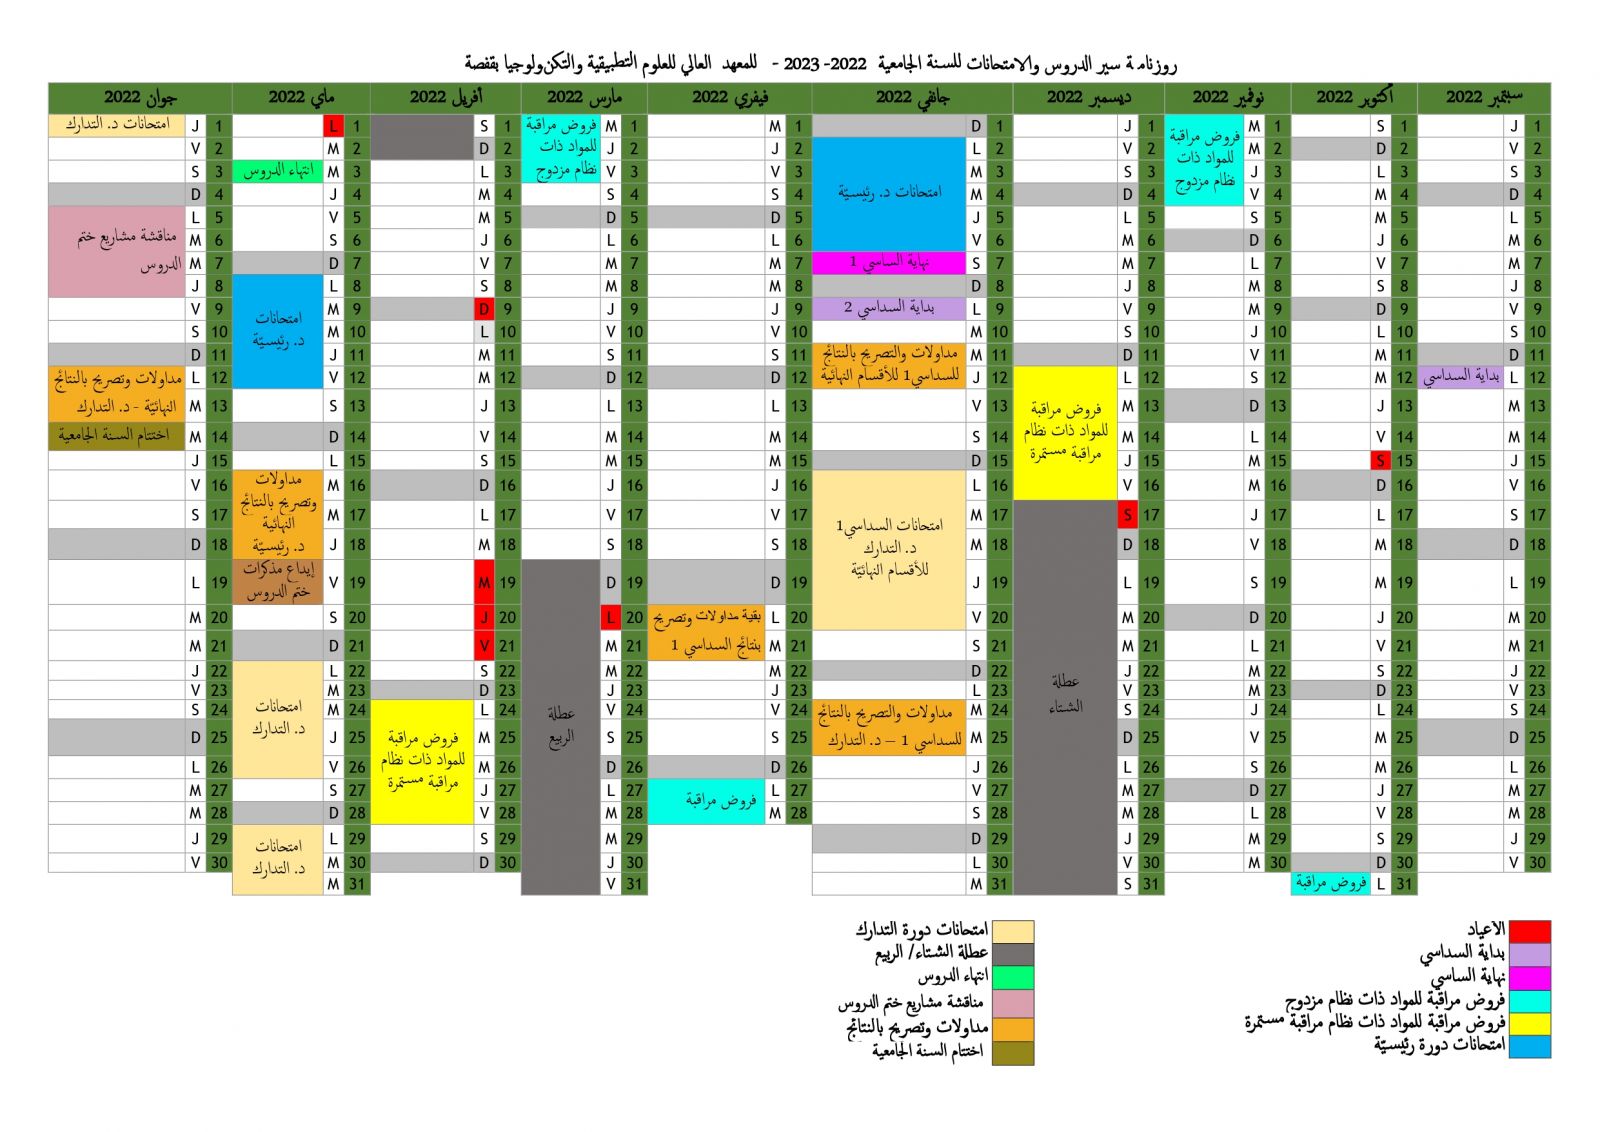 روزنامة سير الدروس والامتحانات للسنة الجامعية 2022- 2023 - للمعهد العالي للعلوم التطبيقية والتكنولوجيا بقفصة
سبتمبر 2022 أكتوبر 2022 نوفمبر 2022 ديسمبر 2022 جانفي 2022 فيفري 2022 مارس 2022 أفريل 2022 ماي 2022 جوان 2022
1 J 1 S 1 M فروض مراقبة 1 J 1 D 1 M 1 M فروض مراقبة 1 S 1 L 1 J امتحانات د. التدارك
2 V 2 D 2 M للمواد ذات 2 V 2 L 2 J 2 J للمواد ذات 2 D 2 M 2 V
3 S 3 L 3 J نظام مزدوج 3 S 3 M 3 V 3 V نظام مزدوج 3 L 3 M انتهاء الدروس 3 S
4 D 4 M 4 V 4 D 4 M امتحانات د. رئيسيّة 4 S 4 S 4 M 4 J 4 D
5 L 5 M 5 S 5 L 5 J 5 D 5 D 5 M 5 V 5 L
6 M 6 J 6 D 6 M 6 V 6 L 6 L 6 J 6 S 6 M مناقشة مشاريع ختم
7 M 7 V 7 L 7 M 7 S نهاية الساسي 1 7 M 7 M 7 V 7 D 7 M الدروس
8 J 8 S 8 M 8 J 8 D 8 M 8 M 8 S 8 L 8 J
9 V 9 D 9 M 9 V 9 L بداية السداسي 2 9 J 9 J 9 D 9 M امتحانات 9 V
10 S 10 L 10 J 10 S 10 M 10 V 10 V 10 L 10 M د. رئيسيّة 10 S
11 D 11 M 11 V 11 D 11 M مداولات والتصريح بالنتائج 11 S 11 S 11 M 11 J 11 D
12 L بداية السداسي 12 M 12 S 12 L 12 J للسداسي1 للأقسام النهائية 12 D 12 D 12 M 12 V 12 L مداولات وتصريح بالنتائج
13 M 13 J 13 D 13 M فروض مراقبة 13 V 13 L 13 L 13 J 13 S 13 M النهائيّة - د. التدارك
14 M 14 V 14 L 14 M للمواد ذات نظام 14 S 14 M 14 M 14 V 14 D 14 M اختتام السنة الجامعية
15 J 15 S 15 M 15 J مراقبة مستمرة 15 D 15 M 15 M 15 S 15 L 15 J
16 V 16 D 16 M 16 V 16 L 16 J 16 J 16 D 16 M مداولات وتصريح بالنتائج 16 V
17 S 17 L 17 J 17 S 17 M امتحانات السداسي1 17 V 17 V 17 L 17 M النهائية 17 S
18 D 18 M 18 V 18 D 18 M د. التدارك 18 S 18 S 18 M 18 J د. رئيسيّة 18 D
19 L 19 M 19 S 19 L 19 J للأقسام النهائيّة 19 D 19 D 19 M 19 V إيداع مذكرات ختم الدروس 19 L
20 M 20 J 20 D 20 M 20 V 20 L بقية مداولات وتصريح 20 L 20 J 20 S 20 M
21 M 21 V 21 L 21 M 21 S 21 M بنتائج السداسي 1 21 M 21 V 21 D 21 M
22 J 22 S 22 M 22 J عطلة 22 D 22 M 22 M 22 S 22 L 22 J
23 V 23 D 23 M 23 V الشتاء 23 L 23 J 23 J 23 D 23 M 23 V
24 S 24 L 24 J 24 S 24 M مداولات والتصريح بالنتائج 24 V 24 V عطلة 24 L 24 M امتحانات 24 S
25 D 25 M 25 V 25 D 25 M للسداسي 1 – د. التدارك 25 S 25 S الربيع 25 M فروض مراقبة 25 J د. التدارك 25 D
26 L 26 M 26 S 26 L 26 J 26 D 26 D 26 M للمواد ذات نظام 26 V 26 L
27 M 27 J 27 D 27 M 27 V 27 L فروض مراقبة 27 L 27 J مراقبة مستمرة 27 S 27 M
28 M 28 V 28 L 28 M 28 S 28 M 28 M 28 V 28 D 28 M
29 J 29 S 29 M 29 J 29 D 29 M 29 S 29 L امتحانات 29 J
30 V 30 D 30 M 30 V 30 L 30 J 30 D 30 M د. التدارك 30 V
31 L فروض مراقبة 31 S 31 M 31 V 31 M
الأعياد
بداية السداسي
نهاية الساسي
فروض مراقبة للمواد ذات نظام مزدوج
فروض مراقبة للمواد ذات نظام مراقبة مستمرة
امتحانات دورة رئيسيّة
امتحانات دورة التدارك
عطلة الشتاء/ الربيع
انتهاء الدروس
مناقشة مشاريع ختم الدروس
مداولات وتصريح بالنتائج
اختتام السنة الجامعية